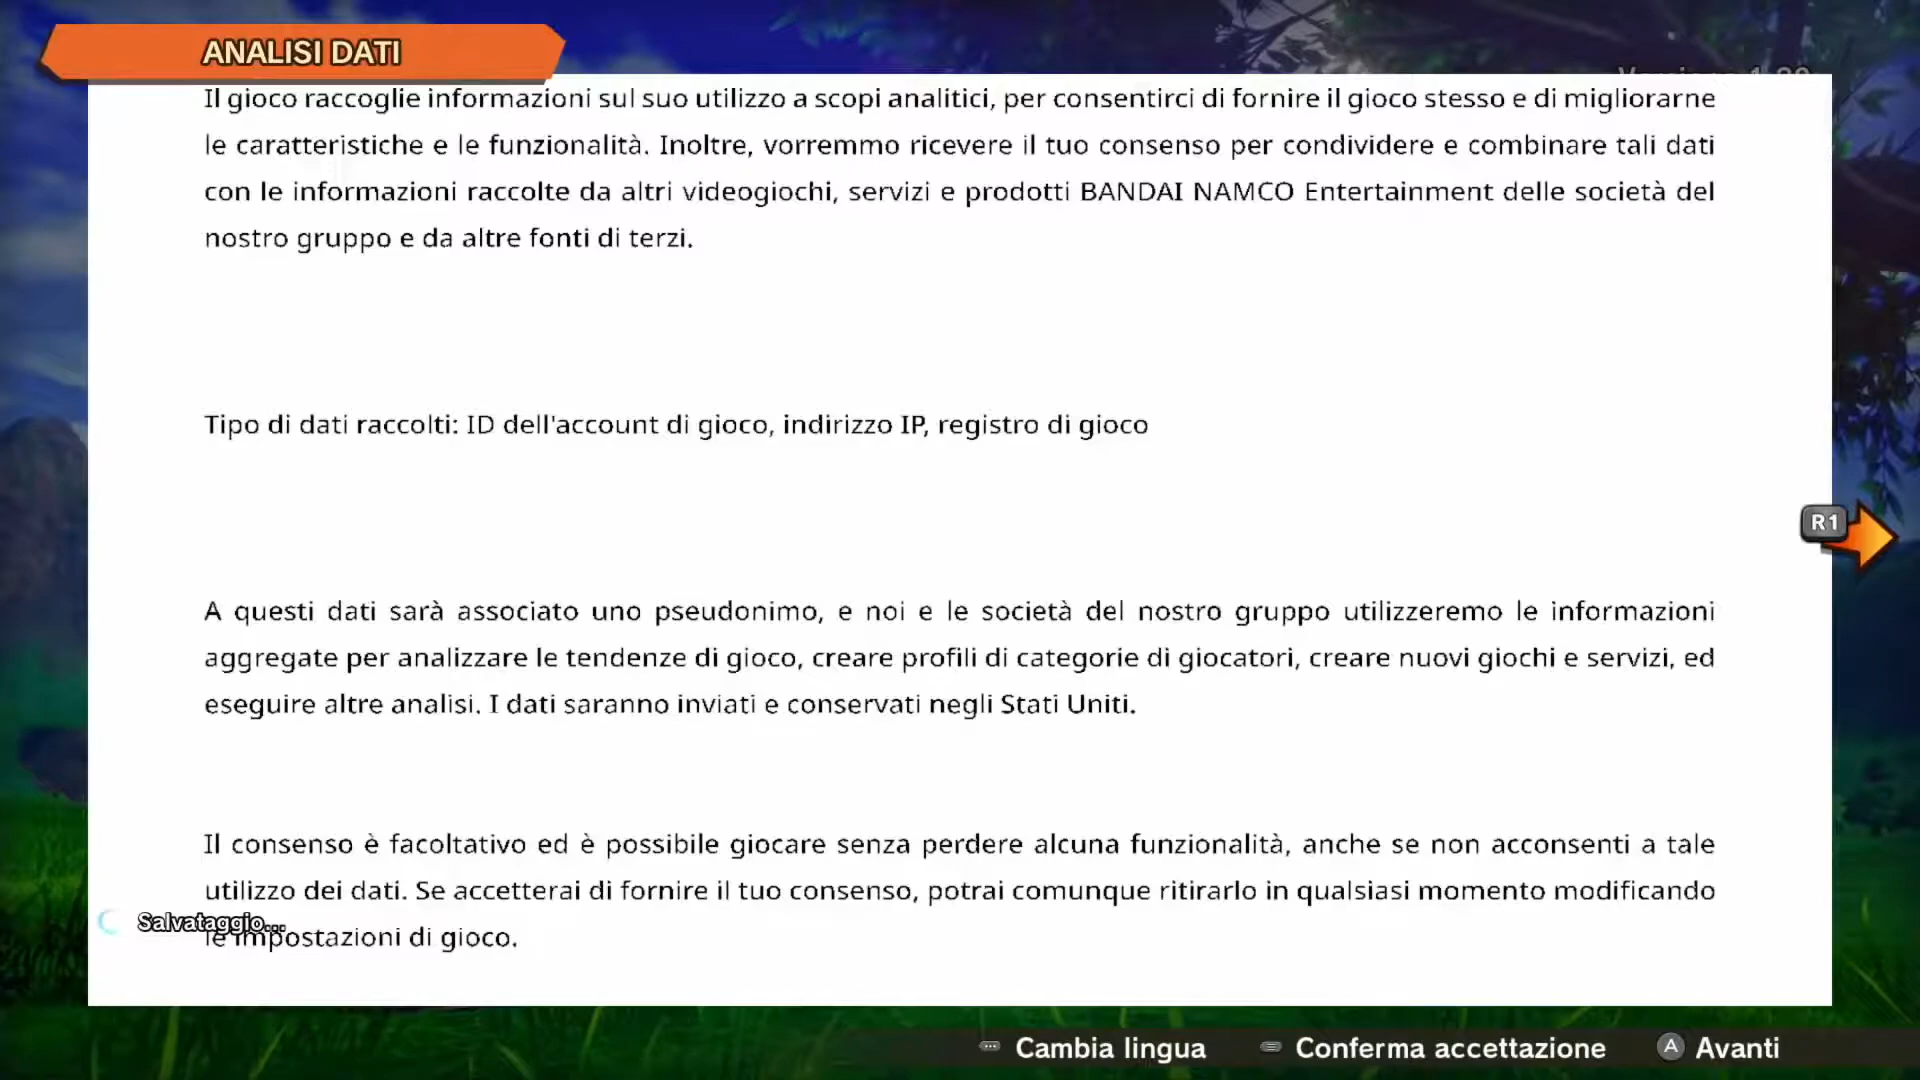 ANALISI DATI
Il gioco raccoglie informazioni sul suo utilizzo a scopi analitici, per consentirci di fornire il gioco stesso e di migliorarne
le caratteristiche e le funzionalità. Inoltre, vorremmo ricevere il tuo consenso per condividere e combinare tali dati
con le informazioni raccolte da altri videogiochi, servizi e prodotti BANDAI NAMCO Entertainment delle società del
nostro gruppo e da altre fonti di terzi.
Tipo di dati raccolti: ID dell'account di gioco, indirizzo IP, registro di gioco
R1
A questi dati sarà associato uno pseudonimo, e noi e le società del nostro gruppo utilizzeremo le informazioni
aggregate per analizzare le tendenze di gioco, creare profili di categorie di giocatori, creare nuovi giochi e servizi, ed
eseguire altre analisi. I dati saranno inviati e conservati negli Stati Uniti.
Il consenso è facoltativo ed è possibile giocare senza perdere alcuna funzionalità, anche se non acconsenti a tale
utilizzo dei dati. Se accetterai di fornire il tuo consenso, potrai comunque ritirarlo in qualsiasi momento modificando
Salvataggio...
le impostazioni di gioco.
Cambia lingua Conferma accettazione A Avanti